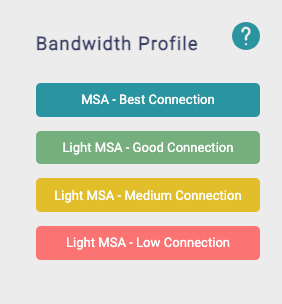 Bandwidth Profile
?
MSA - Best Connection
Light MSA - Good Connection
Light MSA - Medium Connection
Light MSA - Low Connection